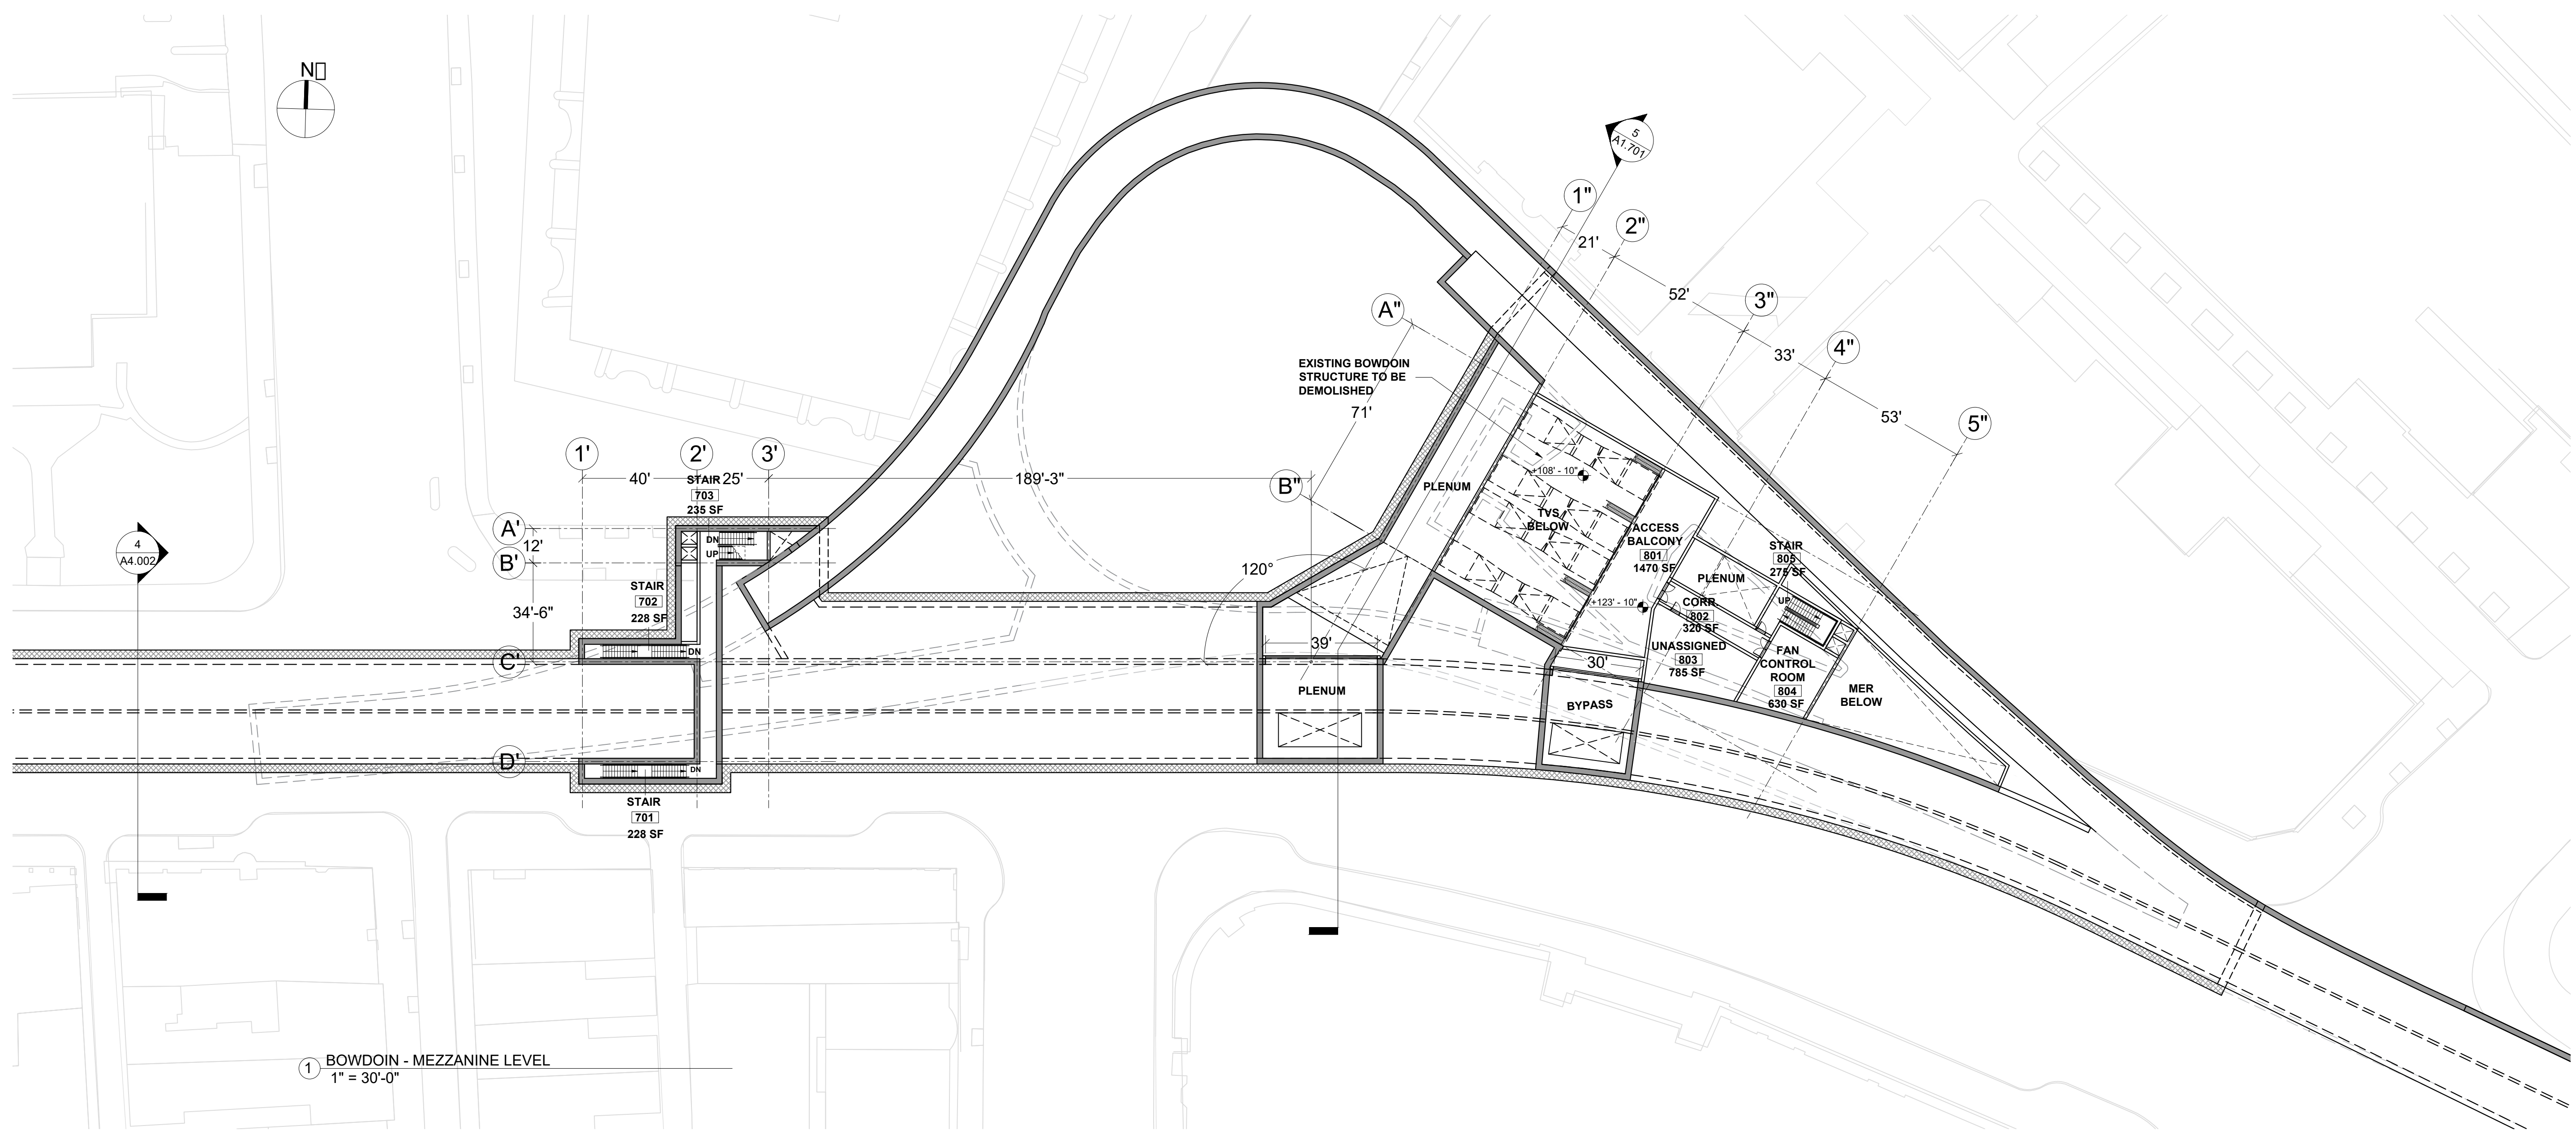 N
5
A1.701
1"
2"
21'
3"
52'
4"
33'
5"
53'
A"
EXISTING BOWDOIN
STRUCTURE TO BE
DEMOLISHED
71'
1'
2'
3'
40'
25'
189'-3"
B"
STAIR
703
235 SF
A'
12'
B'
34'-6"
C'
D'
DN
UP
STAIR
702
228 SF
DN
DN
STAIR
701
228 SF
4
A4.002
120°
39'
PLENUM
PLENUM
+108' - 10"
TVS
BELOW
+123' - 10"
ACCESS
BALCONY
801
1470 SF
STAIR
805
275 SF
PLENUM
UP
CORR.
802
320 SF
UNASSIGNED
803
785 SF
30'
BYPASS
FAN
CONTROL
ROOM
804
630 SF
MER
BELOW
1
BOWDOIN - MEZZANINE LEVEL
1" = 30'-0"